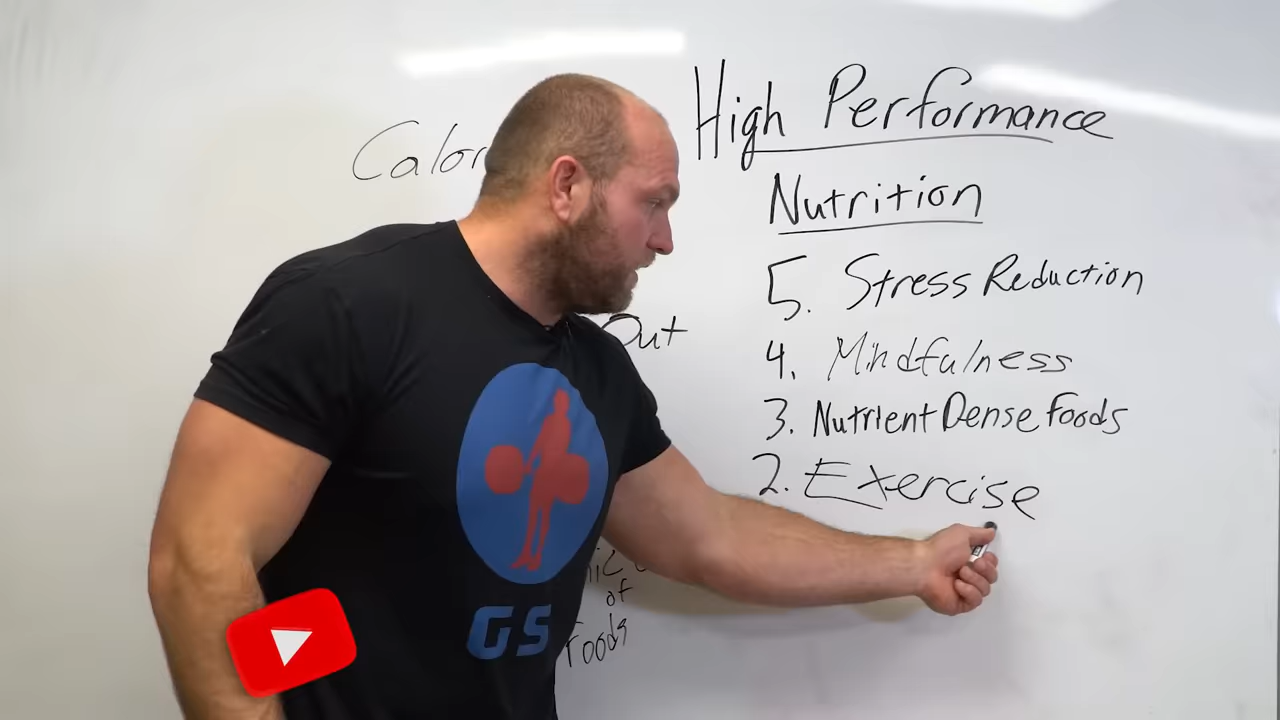 High Performance
Nutrition
5. Stress Reduction
4. Mindfulness
3. Nutrient Dense Foods
2. Exercise
Out
of
Foods
GS